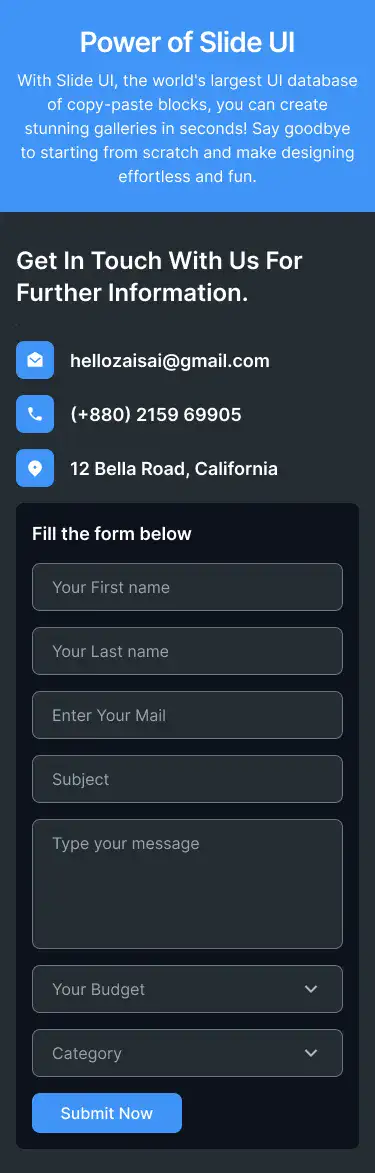 Power of Slide UI
With Slide UI, the world's largest UI database
of copy-paste blocks, you can create
stunning galleries in seconds! Say goodbye
to starting from scratch and make designing
effortless and fun.
Get In Touch With Us For
Further Information.
hellozaisai@gmail.com
(+880) 2159 69905
12 Bella Road, California
Fill the form below
Your First name
Your Last name
Enter Your Mail
Subject
Type your message
Your Budget
Category
Submit Now